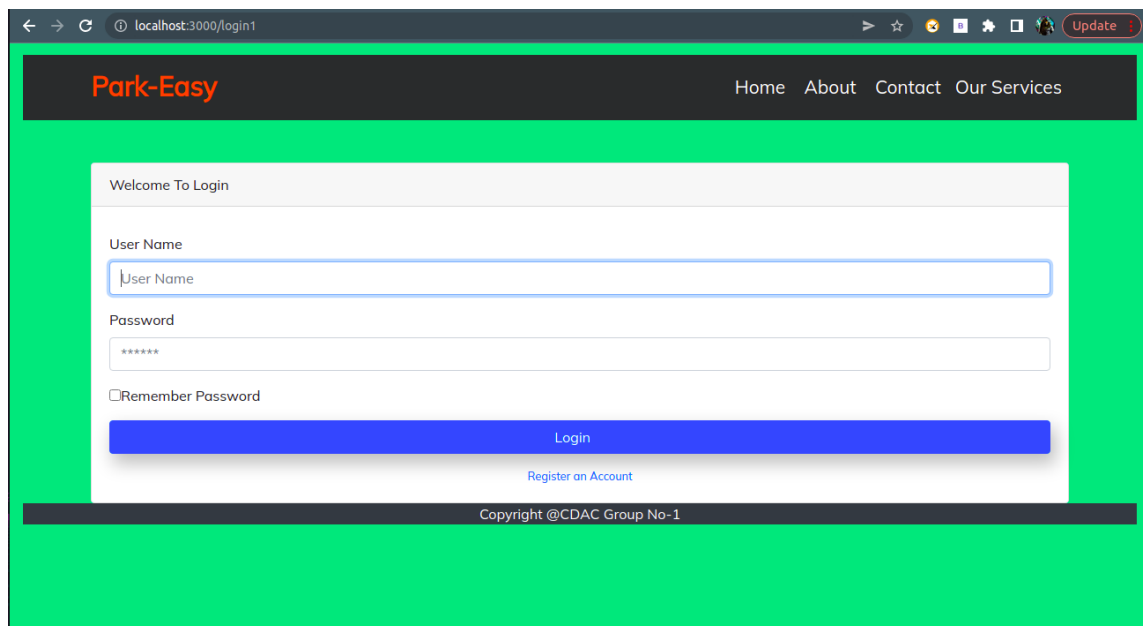 localhost:3000/login1
B
Update
Park-Easy
Home About Contact Our Services
Welcome To Login
User Name
User Name
Password
******
Remember Password
Login
Register an Account
Copyright @CDAC Group No-1